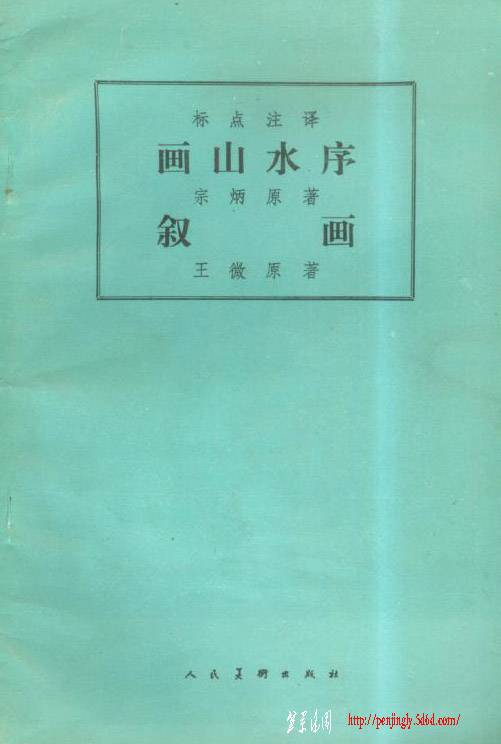 标点注译
画山水序
宗炳原著
叙画
王微原著
人民美术出版社
http://penjingly.5d6d.com/